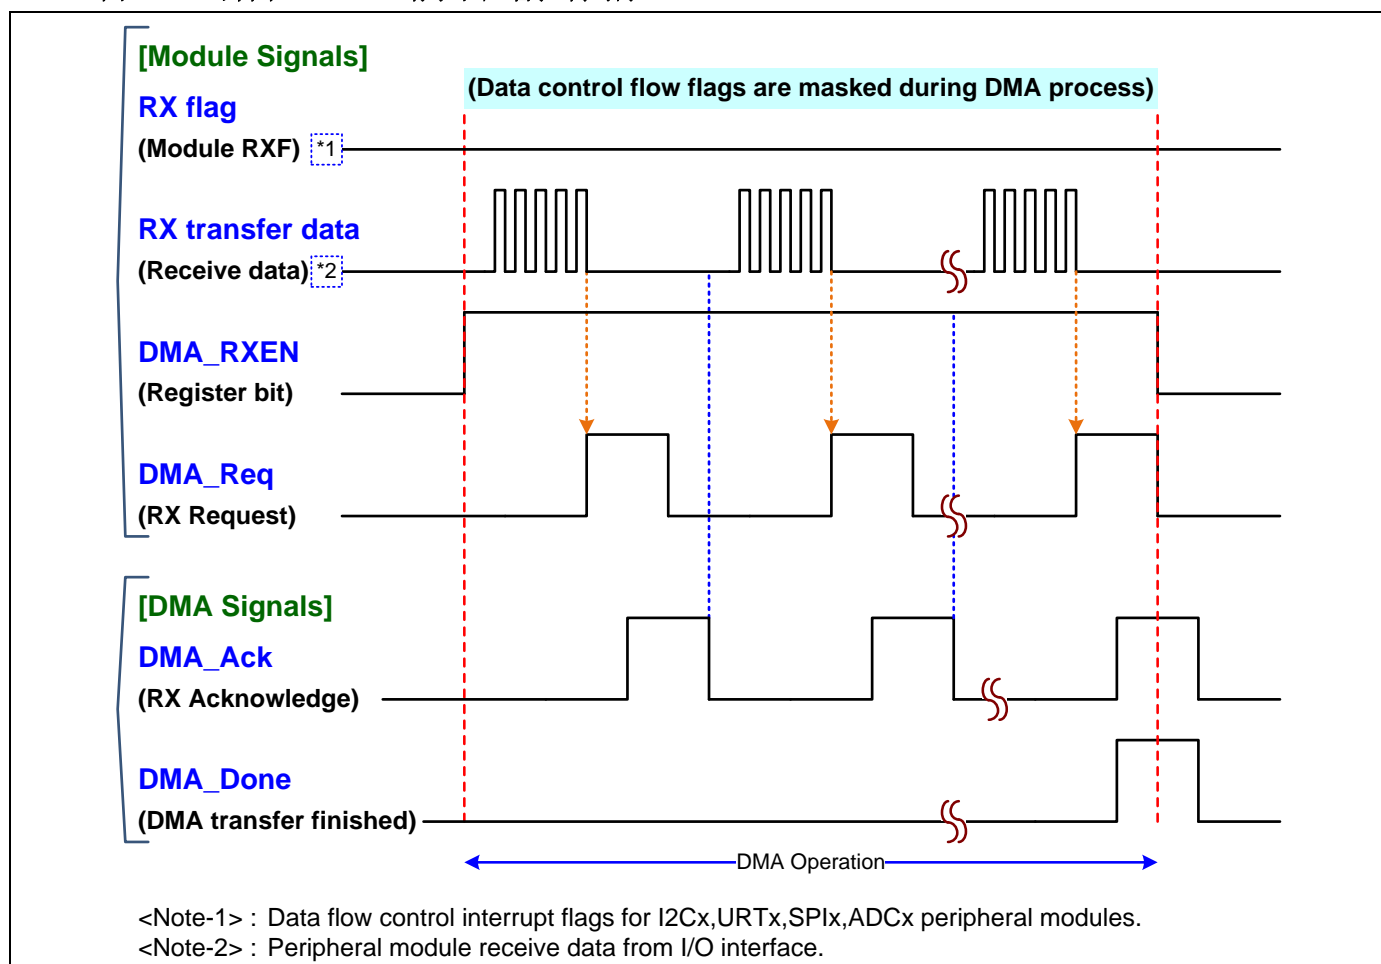 [Module Signals]
(Data control flow flags are masked during DMA process)
RX flag
(Module RXF) *1
RX transfer data
(Receive data) *2
DMA_RXEN
(Register bit)
DMA_Req
(RX Request)
[DMA Signals]
DMA_Ack
(RX Acknowledge)
DMA_Done
(DMA transfer finished)
DMA Operation
<Note-1> : Data flow control interrupt flags for I2Cx,URTx,SPIx,ADCx peripheral modules.
<Note-2> : Peripheral module receive data from I/O interface.